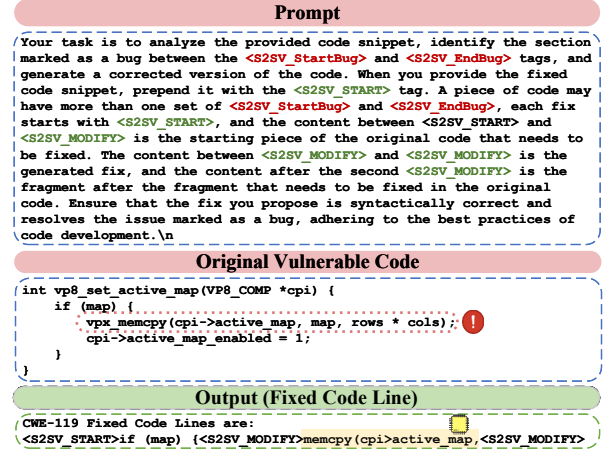 Prompt
Your task is to analyze the provided code snippet, identify the section
marked as a bug between the <S2SV_StartBug> and <S2SV_EndBug> tags, and
generate a corrected version of the code. When you provide the fixed
code snippet, prepend it with the <S2SV_START> tag. A piece of code may
have more than one set of <S2SV_StartBug> and <S2SV_EndBug>, each fix
starts with <S2SV_START>, and the content between <S2SV_START> and
<S2SV_MODIFY> is the starting piece of the original code that needs to
be fixed. The content between <S2SV_MODIFY> and <S2SV_MODIFY> is the
generated fix, and the content after the second <S2SV_MODIFY> is the
fragment after the fragment that needs to be fixed in the original
code. Ensure that the fix you propose is syntactically correct and
resolves the issue marked as a bug, adhering to the best practices of
code development.\n
Original Vulnerable Code
int vp8_set_active_map(VP8_COMP *cpi) {
if (map) {
vpx_memcpy(cpi->active_map, map, rows * cols);
!
cpi->active_map_enabled = 1;
}
}
Output (Fixed Code Line)
CWE-119 Fixed Code Lines are:
<S2SV_START>if (map) {<S2SV_MODIFY>memcpy(cpi>active_map,<S2SV_MODIFY>